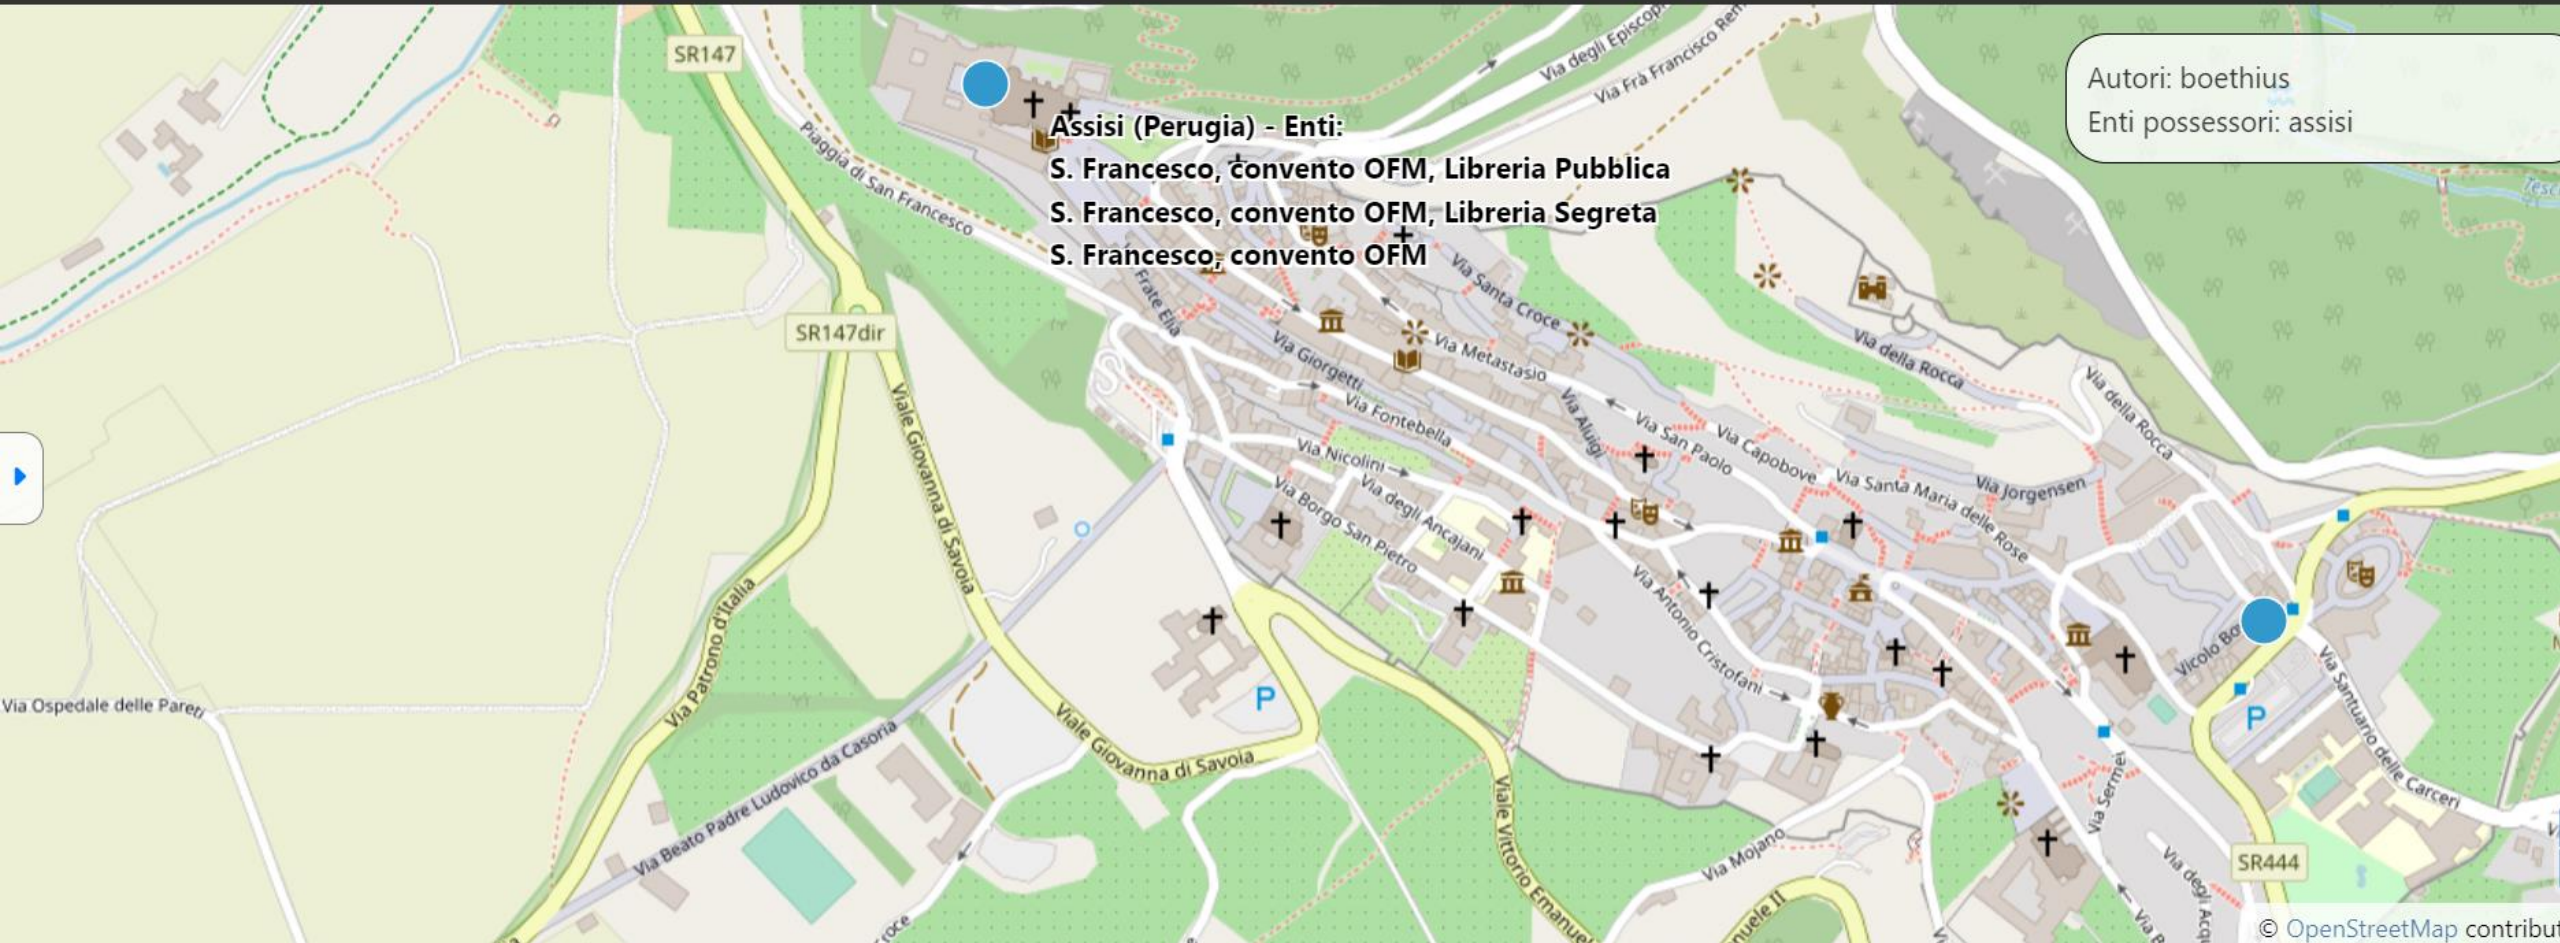 SR147
Via degli Episcopi
Via Frà Francisco
Autori: boethius
Enti possessori: assisi
Piaggia di San Francesco
Assisi (Perugia) - Enti:
S. Francesco, convento OFM, Libreria Pubblica
S. Francesco, convento OFM, Libreria Segreta
S. Francesco, convento OFM
Frate Elia
Via Santa Croce
SR147dir
Via Giorgetti
Via Metastasio
Via della Rocca
Via della Rocca
Viale Giovanna di Savoia
Via Fontebella
Via Aluigi
Via San Paolo
Via Capobove
Via Nicolini
Via Santa Maria delle Rose
Via Jorgensen
Via degli Ancajani
Via Borgo San Pietro
Via Antonio Cristofani
Vicolo
Via Patrono d'Italia
Via Ospedale delle Pareti
P
P
Via Santuario delle Carceri
Viale Giovanna di Savoia
Via Beato Padre Ludovico da Casoria
Via Sermei
Viale Vittorio Emanuele
Via Mojano
SR444
Via degli
© OpenStreetMap